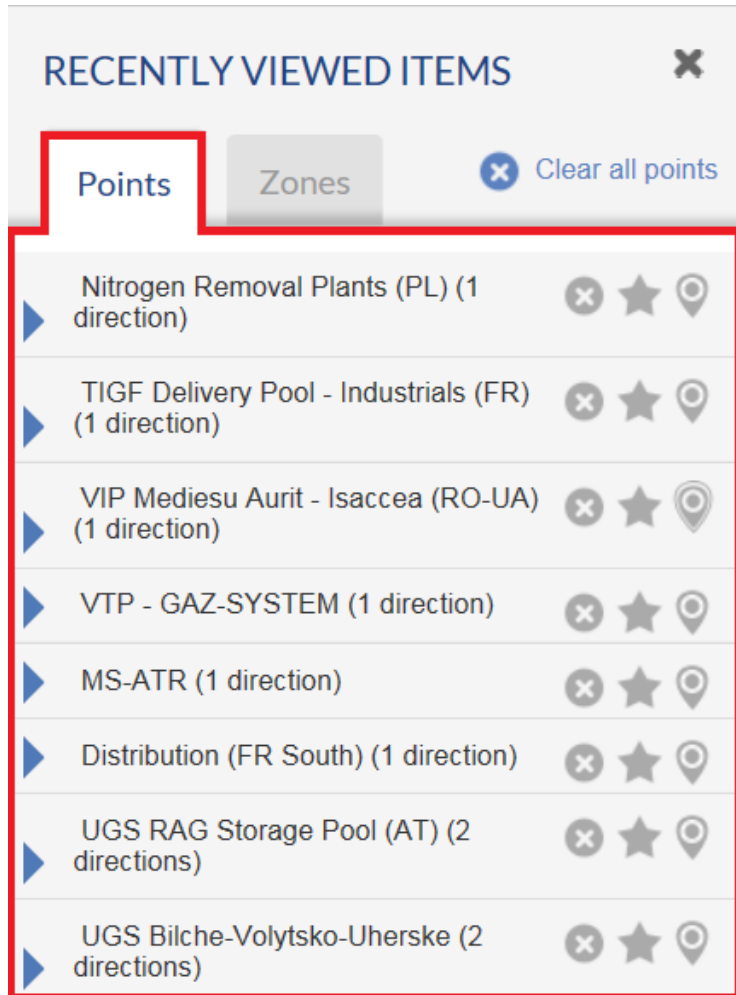 RECENTLY VIEWED ITEMS
Points
Zones
Clear all points
Nitrogen Removal Plants (PL) (1
direction)
TIGF Delivery Pool - Industrials (FR)
(1 direction)
VIP Mediesu Aurit - Isaccea (RO-UA)
(1 direction)
VTP - GAZ-SYSTEM (1 direction)
MS-ATR (1 direction)
Distribution (FR South) (1 direction)
UGS RAG Storage Pool (AT) (2
directions)
UGS Bilche-Volytsko-Uherske (2
directions)